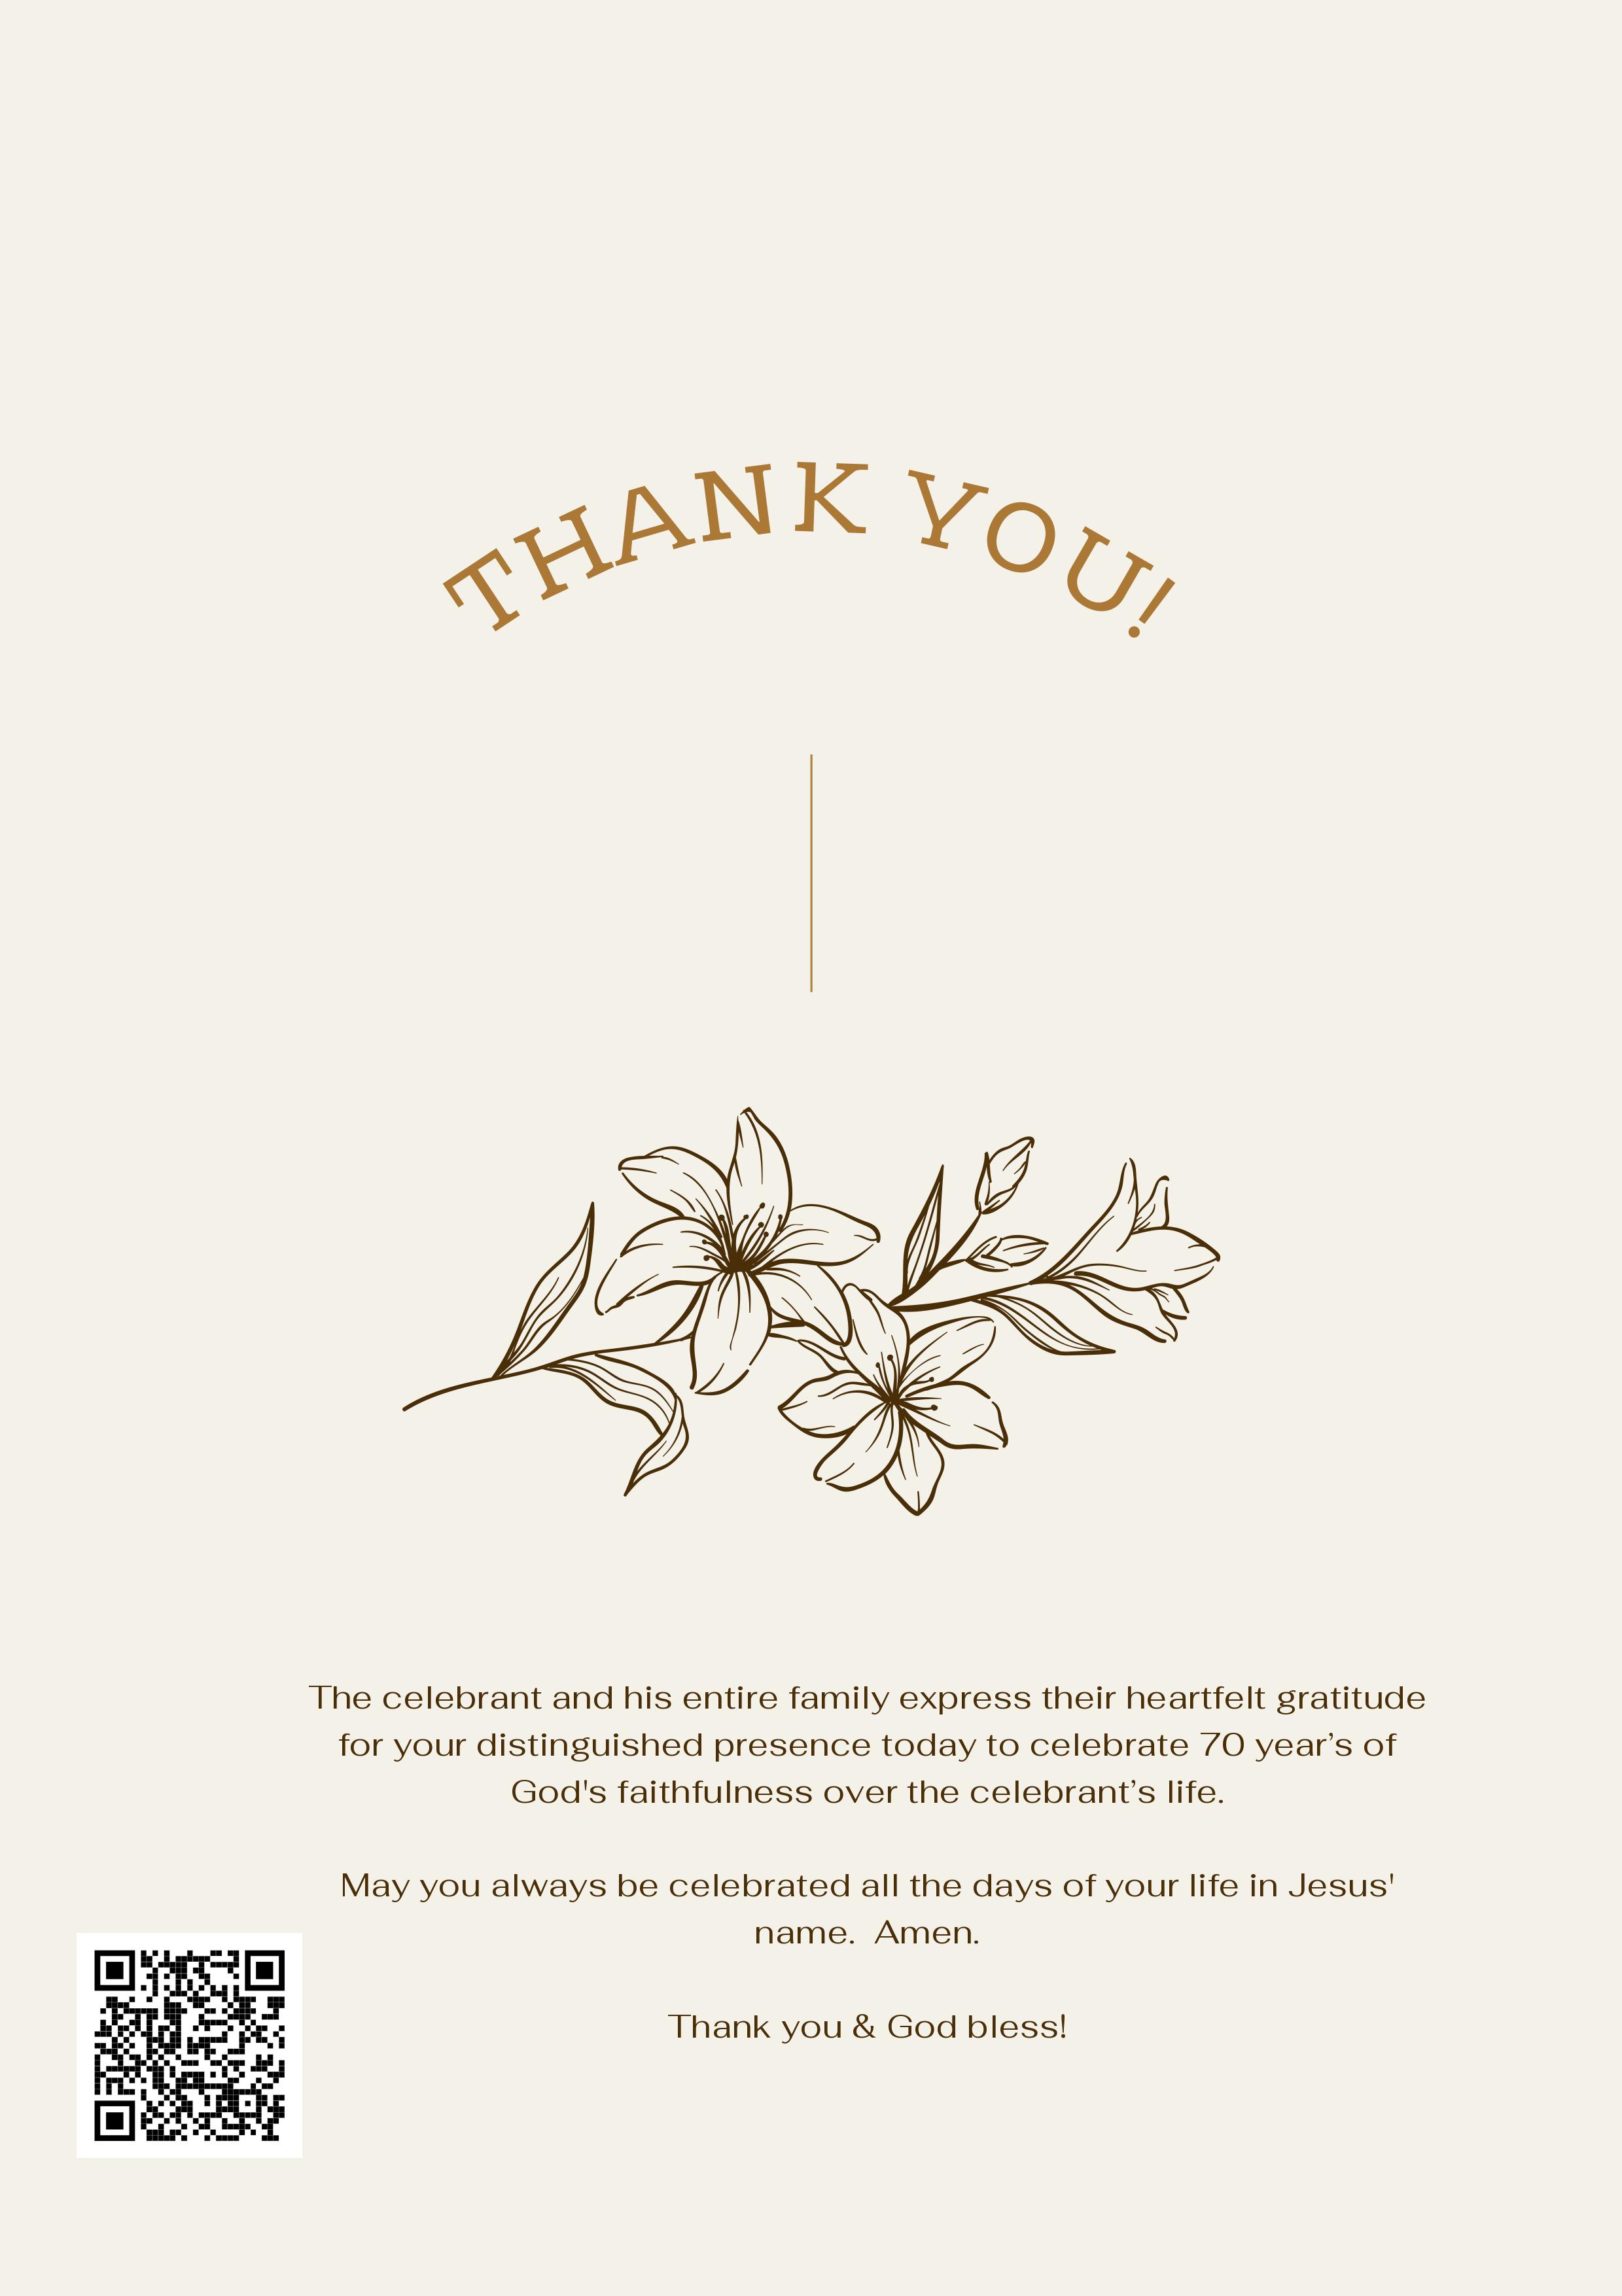 THANK YOU!
The celebrant and his entire family express their heartfelt gratitude
for your distinguished presence today to celebrate 70 year’s of
God's faithfulness over the celebrant’s life.
May you always be celebrated all the days of your life in Jesus'
name.  Amen.
Thank you & God bless!